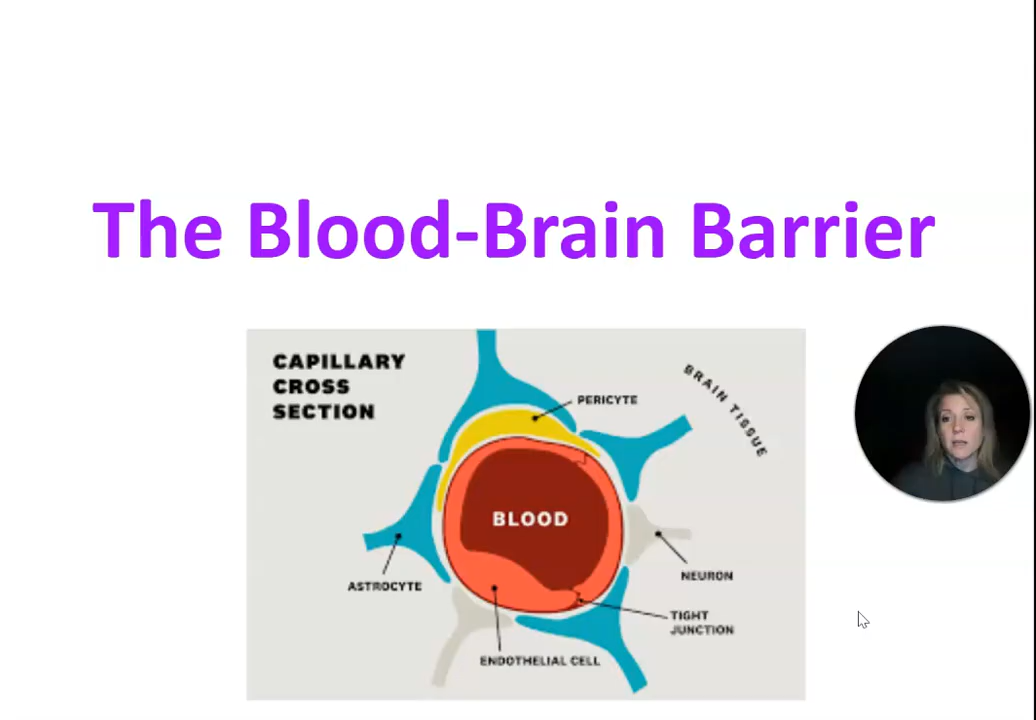 The Blood-Brain Barrier
CAPILLARY
CROSS
SECTION
PERICYTE
BRAIN TISSUE
BLOOD
NEURON
ASTROCYTE
TIGHT
JUNCTION
ENDOTHELIAL CELL